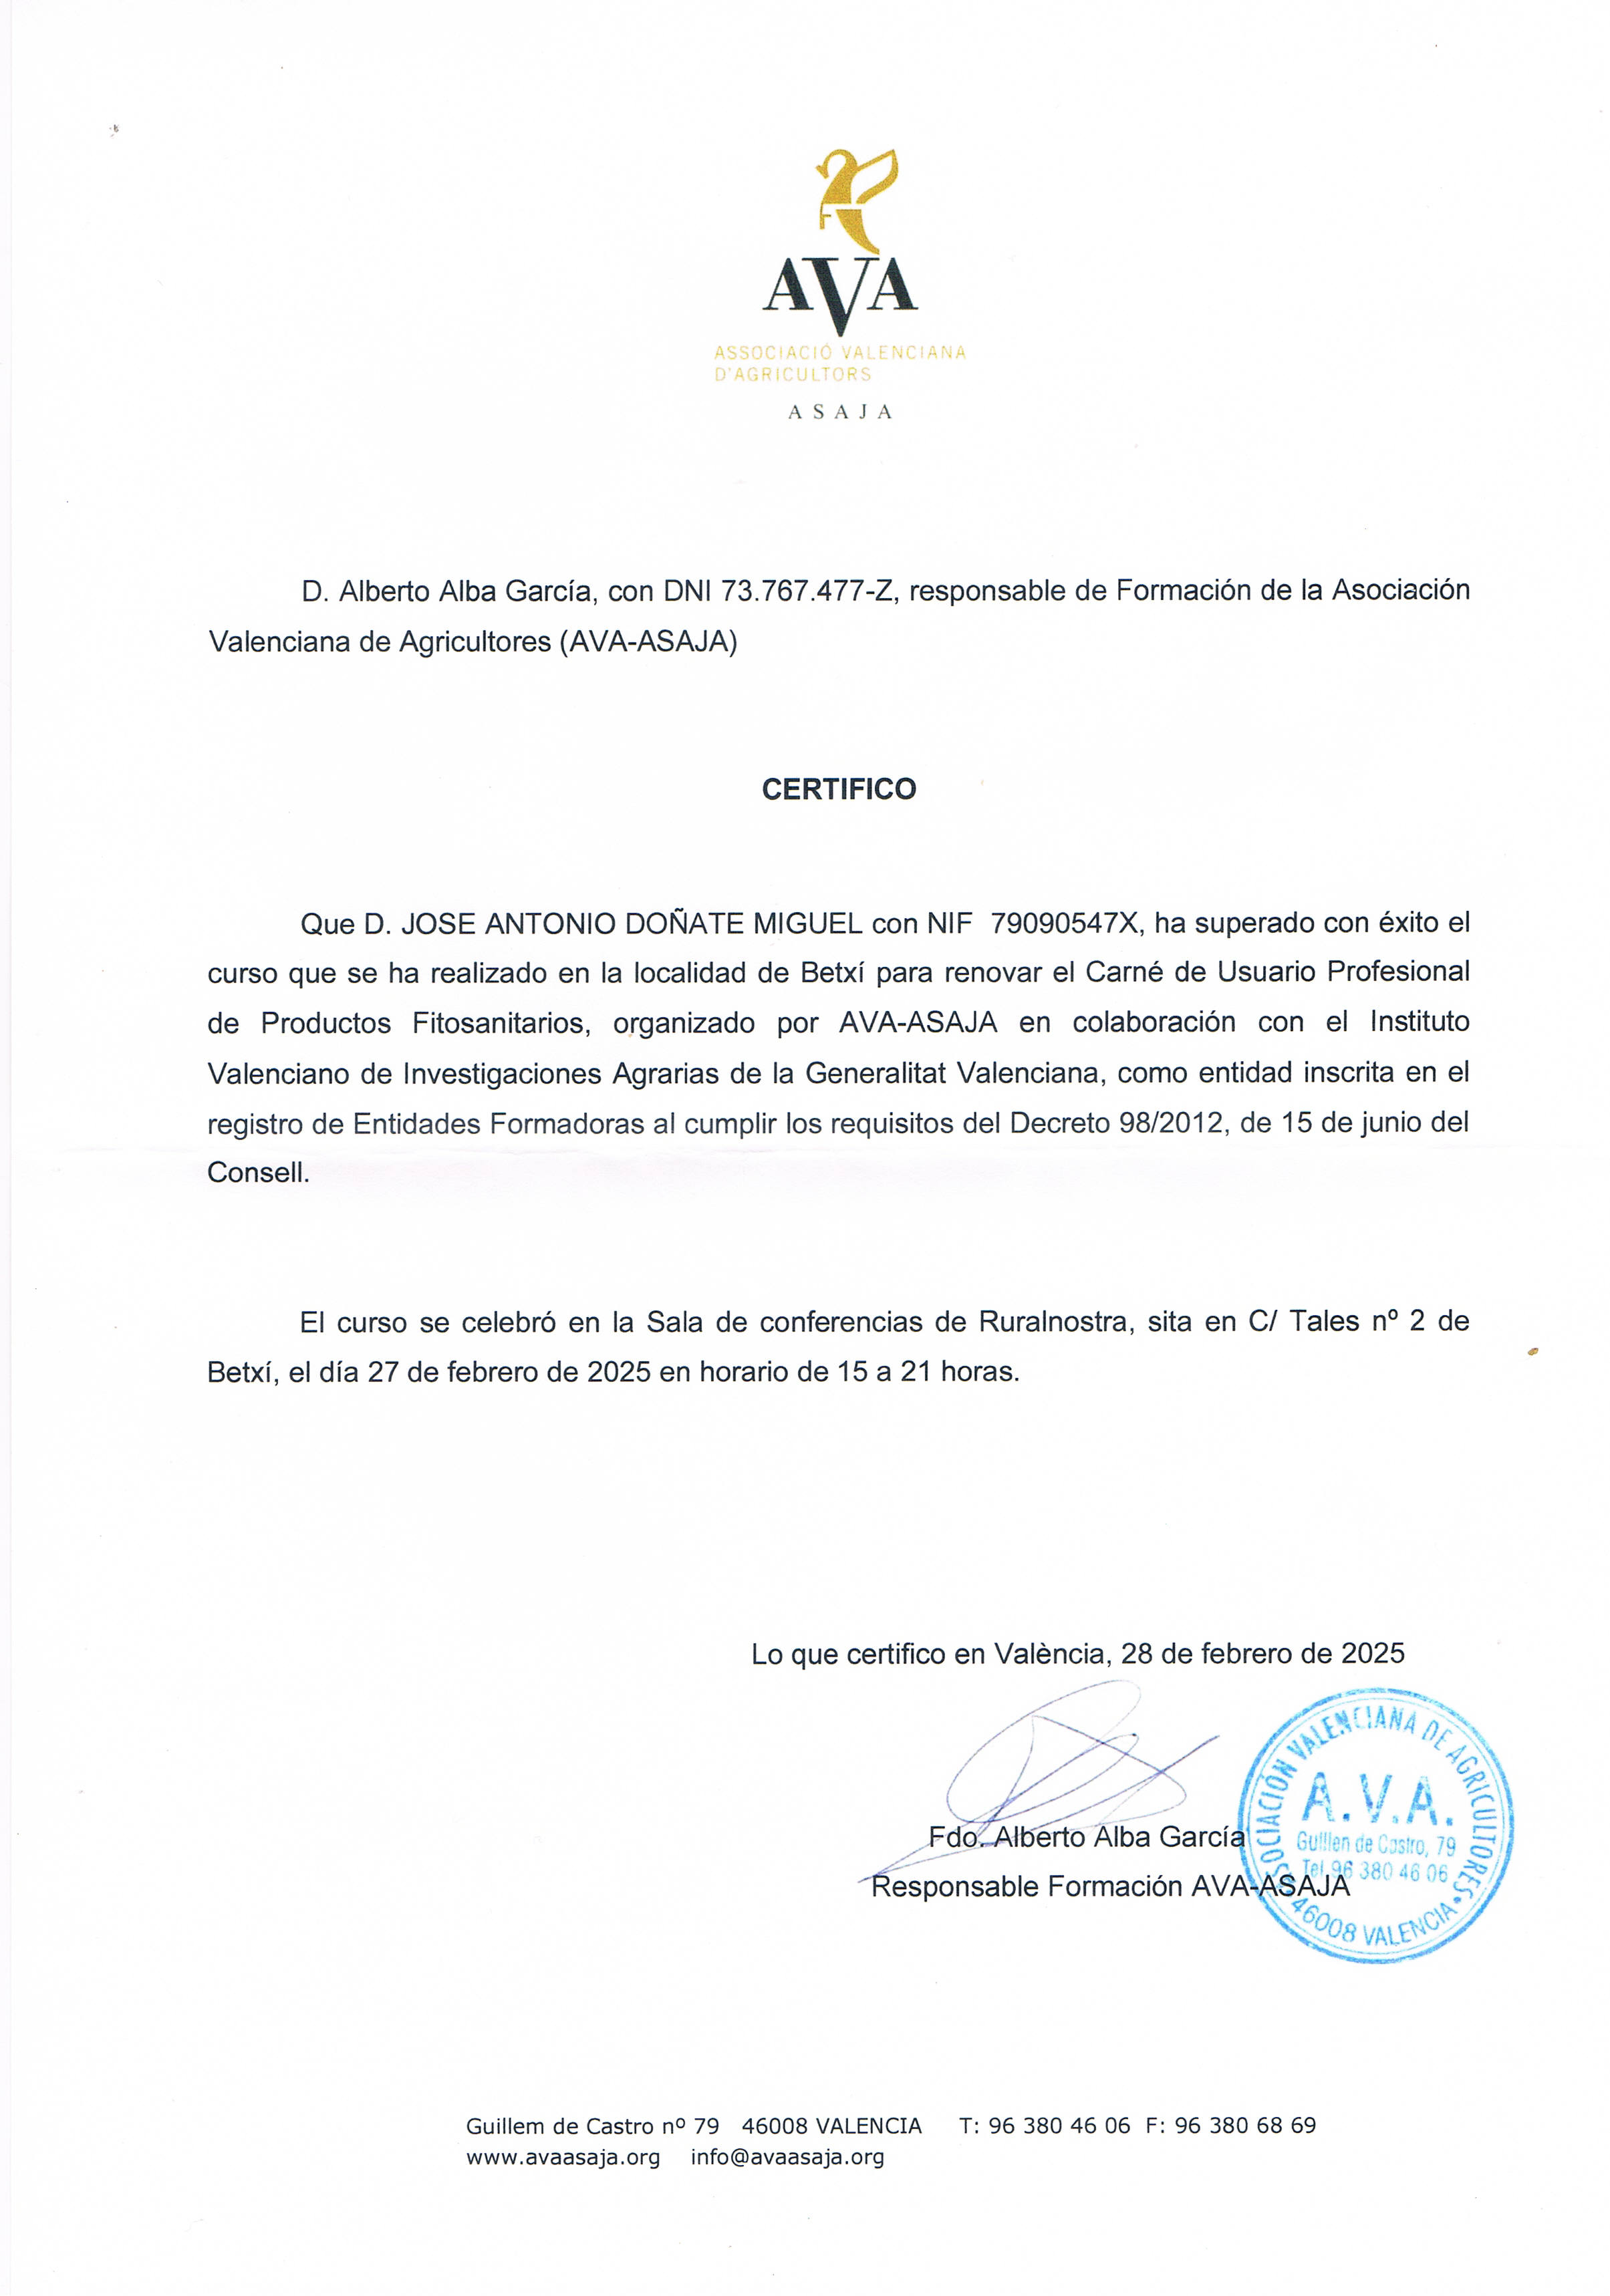 AVA
ASSOCIACIÓ VALENCIANA
D'AGRICULTORS
ASAJA
D. Alberto Alba García, con DNI 73.767.477-Z, responsable de Formación de la Asociación
Valenciana de Agricultores (AVA-ASAJA)
CERTIFICO
Que D. JOSE ANTONIO DOÑATE MIGUEL con NIF 79090547X, ha superado con éxito el
curso que se ha realizado en la localidad de Betxí para renovar el Carné de Usuario Profesional
de Productos Fitosanitarios, organizado por AVA-ASAJA en colaboración con el Instituto
Valenciano de Investigaciones Agrarias de la Generalitat Valenciana, como entidad inscrita en el
registro de Entidades Formadoras al cumplir los requisitos del Decreto 98/2012, de 15 de junio del
Consell.
El curso se celebró en la Sala de conferencias de Ruralnostra, sita en C/ Tales nº 2 de
Betxí, el día 27 de febrero de 2025 en horario de 15 a 21 horas.
Lo que certifico en València, 28 de febrero de 2025
Fdo. Alberto Alba García
Responsable Formación AVA-ASAJA
ASOCIACIÓN VALENCIANA DE AGRICULTORES
A.V.A.
Guillen de Castro, 79
Tel. 96 380 46 06
46008 VALENCIA
Guillem de Castro nº 79 46008 VALENCIA T: 96 380 46 06 F: 96 380 68 69
www.avaasaja.org info@avaasaja.org